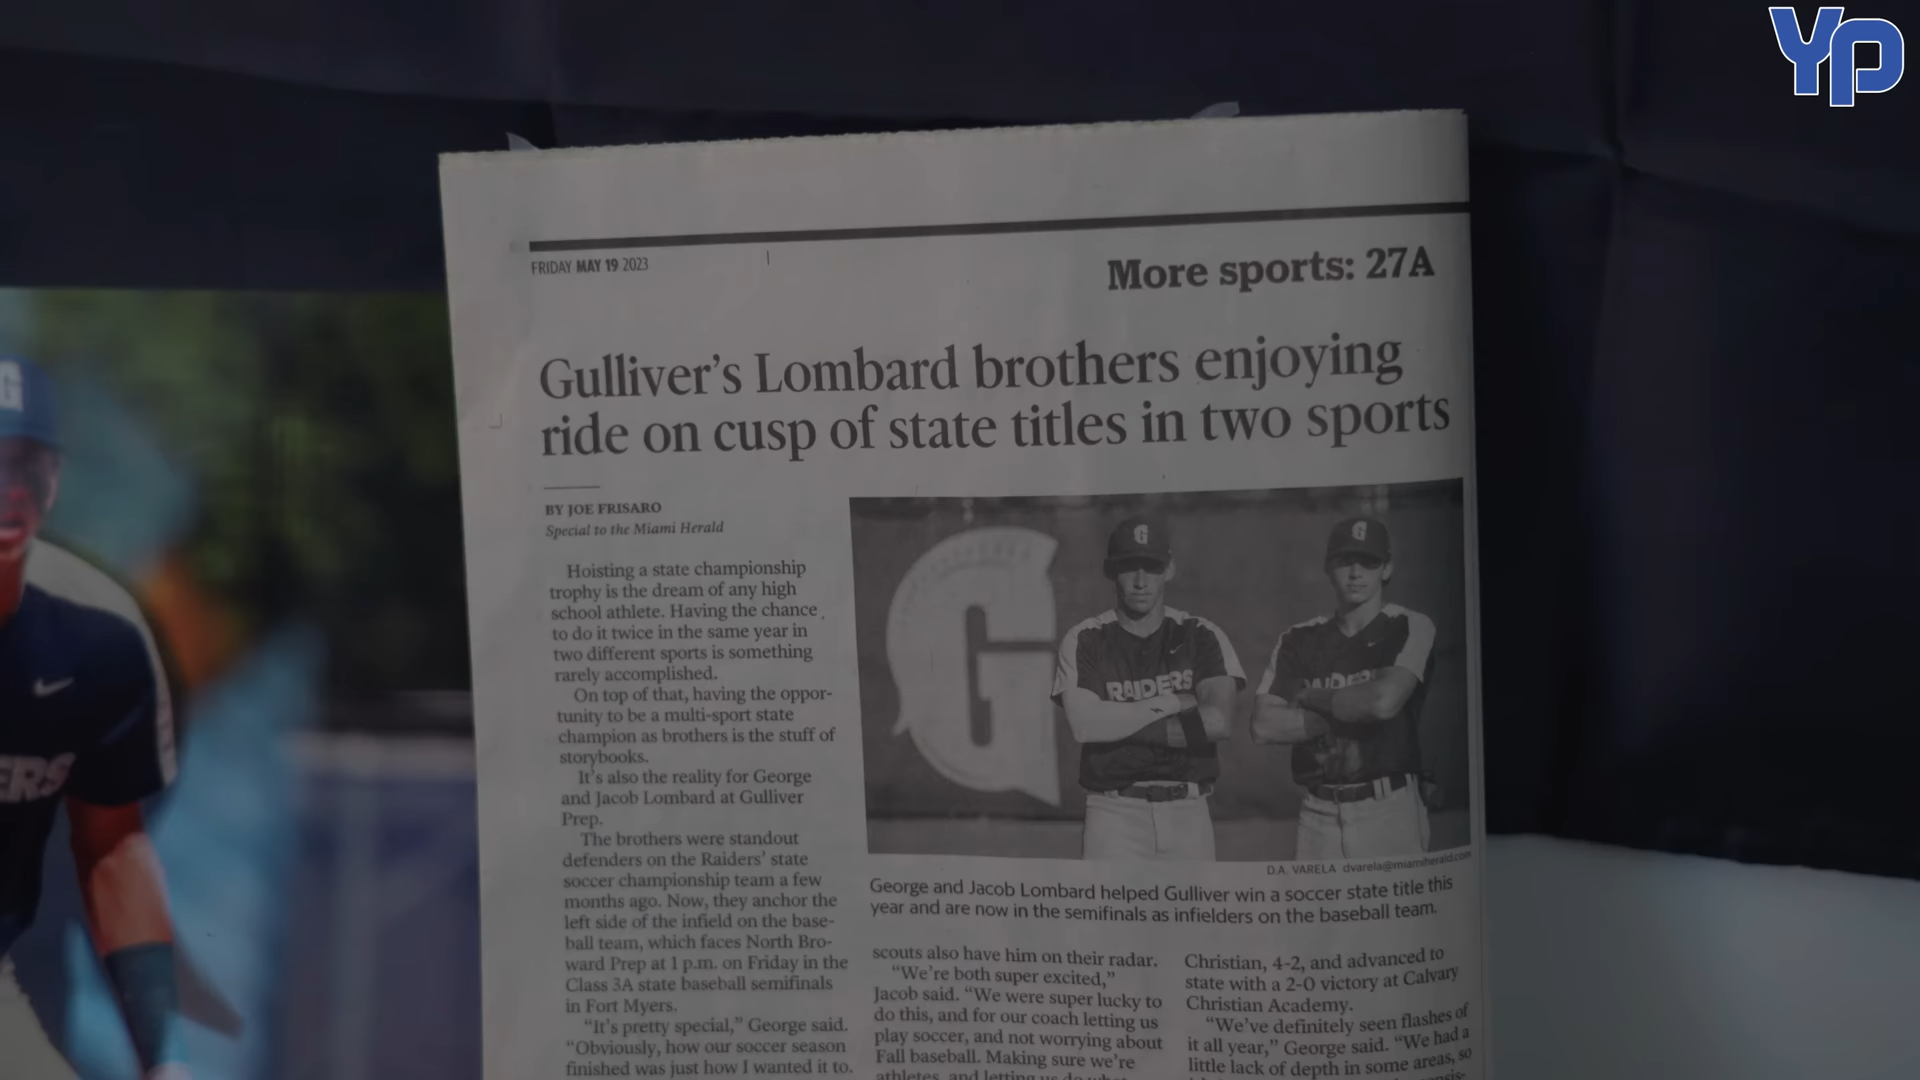 YP
FRIDAY MAY 19 2023
More sports: 27A
Gulliver's Lombard brothers enjoying
ride on cusp of state titles in two sports
BY JOE FRISARO
Special to the Miami Herald
Hoisting a state championship
trophy is the dream of any high
school athlete. Having the chance
to do it twice in the same year in
two different sports is something
rarely accomplished.
On top of that, having the oppor-
tunity to be a multi-sport state
champion as brothers is the stuff of
storybooks.
It's also the reality for George
and Jacob Lombard at Gulliver
Prep.
The brothers were standout
defenders on the Raiders' state
soccer championship team a few
months ago. Now, they anchor the
left side of the infield on the base-
ball team, which faces North Bro-
ward Prep at 1 p.m. on Friday in the
Class 3A state baseball semifinals
in Fort Myers.
"It's pretty special," George said.
"Obviously, how our soccer season
finished was just how I wanted it to.
G
G
G
RAIDERS
D.A. VARELA dvarela@miamiherald.com
George and Jacob Lombard helped Gulliver win a soccer state title this
year and are now in the semifinals as infielders on the baseball team.
scouts also have him on their radar.
"We're both super excited,"
Jacob said. "We were super lucky to
do this, and for our coach letting us
play soccer, and not worrying about
Fall baseball. Making sure we're
athletes, and letting us do
Christian, 4-2, and advanced to
state with a 2-0 victory at Calvary
Christian Academy.
"We've definitely seen flashes of
it all year," George said. "We had a
little lack of depth in some areas, so
G
ERS